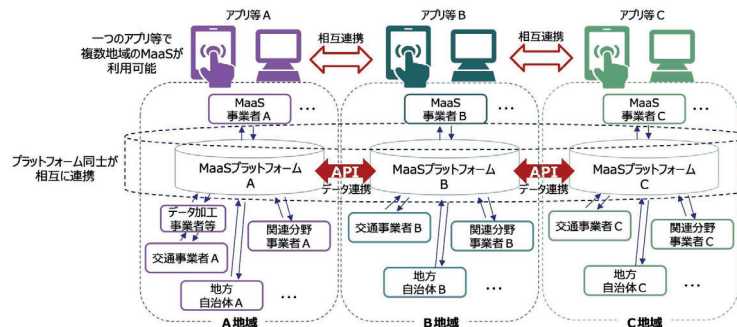 一つのアプリ等で
複数地域のMaaSが
利用可能
アプリ等A
アプリ等B
アプリ等C
相互連携
相互連携
MaaS
事業者A
…
MaaS
事業者B
…
MaaS
事業者C
…
プラットフォーム同士が
相互に連携
MaaSプラットフォーム
A
API
データ連携
MaaSプラットフォーム
B
API
データ連携
MaaSプラットフォーム
C
データ加工
事業者等
交通事業者A
関連分野
事業者A
地方
自治体A
…
交通事業者B
関連分野
事業者B
地方
自治体B
…
交通事業者C
関連分野
事業者C
地方
自治体C
…
A地域
B地域
C地域